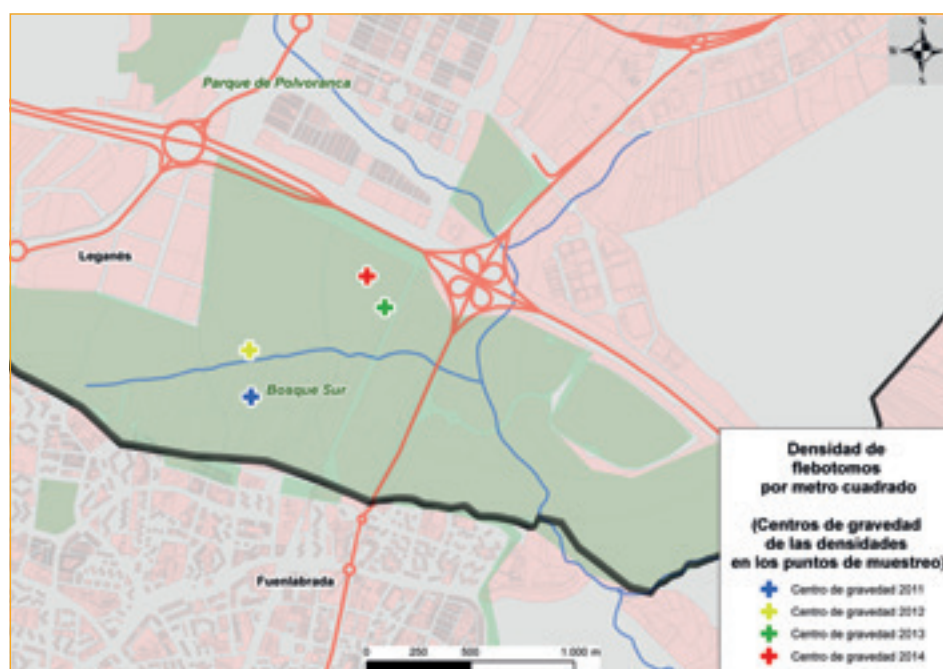 N
Parque de Polvoranca
Leganés
Bosque Sur
Fuenlabrada
Densidad de
flebotomos
por metro cuadrado
(Centros de gravedad
de las densidades
en los puntos de muestreo)
Centro de gravedad 2011
Centro de gravedad 2012
Centro de gravedad 2013
Centro de gravedad 2014
0 250 500 1.000 m